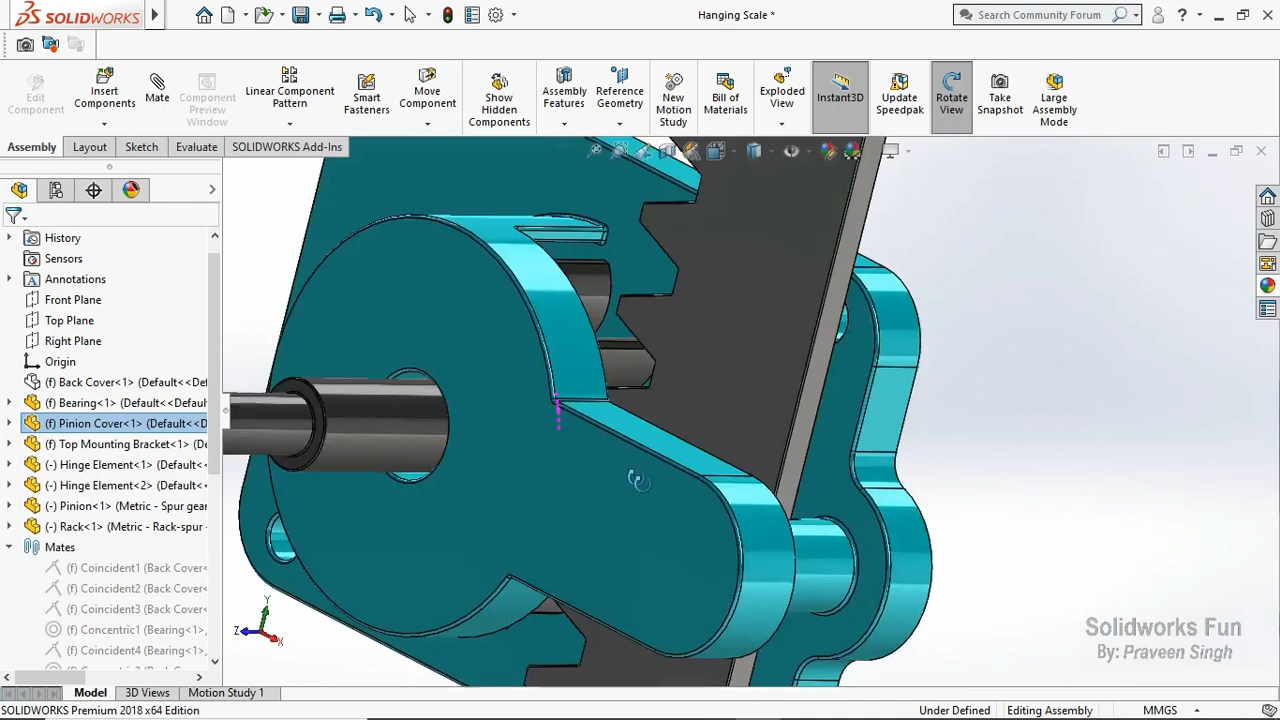 SOLIDWORKS
Hanging Scale *
Search Community Forum
?
Edit Component
Insert Components
Mate
Component Preview Window
Linear Component Pattern
Smart Fasteners
Move Component
Show Hidden Components
Assembly Features
Reference Geometry
New Motion Study
Bill of Materials
Exploded View
Instant3D
Update Speedpak
Rotate View
Take Snapshot
Large Assembly Mode
Assembly
Layout
Sketch
Evaluate
SOLIDWORKS Add-Ins
History
Sensors
Annotations
Front Plane
Top Plane
Right Plane
Origin
(f) Back Cover<1> (Default<<Def
(f) Bearing<1> (Default<<Default
(f) Pinion Cover<1> (Default<<D
(f) Top Mounting Bracket<1> (D
(-) Hinge Element<1> (Default<
(-) Hinge Element<2> (Default<
(-) Pinion<1> (Metric - Spur gear
(-) Rack<1> (Metric - Rack-spur
Mates
(f) Coincident1 (Back Cover<
(f) Coincident2 (Back Cover<
(f) Coincident3 (Back Cover<
(f) Concentric1 (Bearing<1>,
(f) Coincident4 (Bearing<1>,
Y
Z
X
Solidworks Fun
By: Praveen Singh
Model
3D Views
Motion Study 1
SOLIDWORKS Premium 2018 x64 Edition
Under Defined
Editing Assembly
MMGS